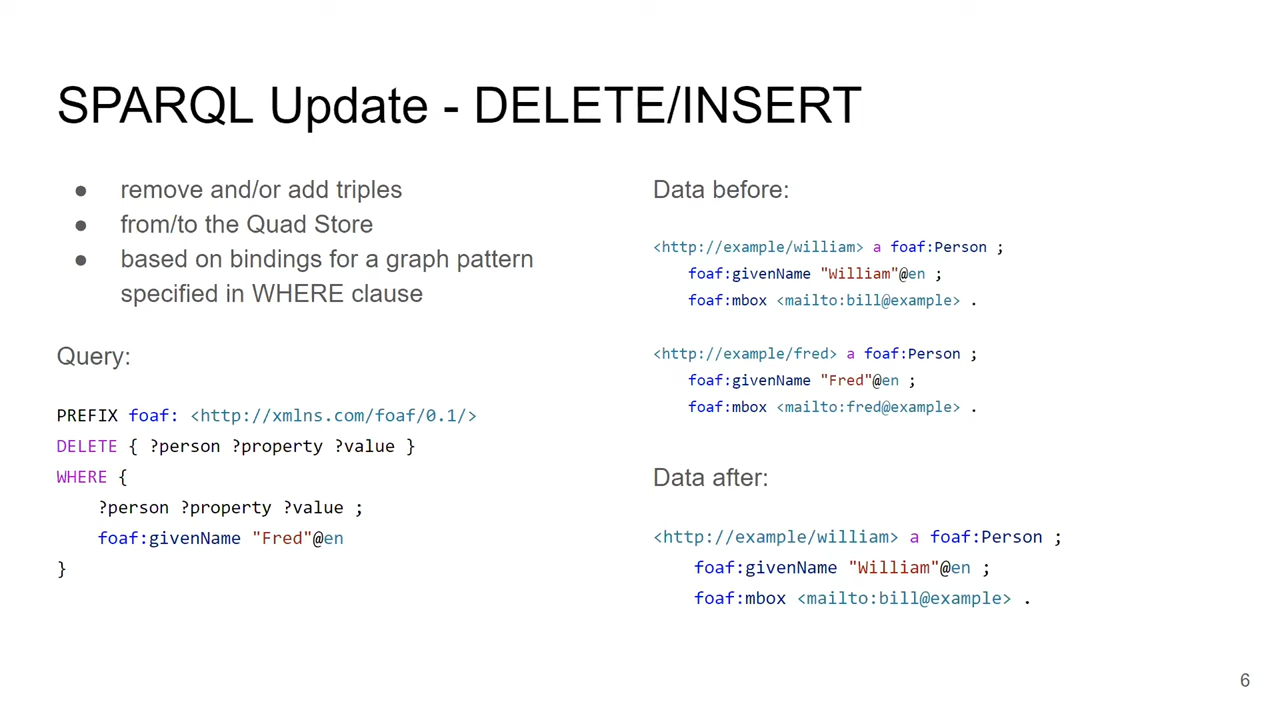 SPARQL Update - DELETE/INSERT
● remove and/or add triples
● from/to the Quad Store
● based on bindings for a graph pattern
specified in WHERE clause
Query:
PREFIX foaf: <http://xmlns.com/foaf/0.1/>
DELETE { ?person ?property ?value }
WHERE {
?person ?property ?value ;
foaf:givenName "Fred"@en
}
Data before:
<http://example/william> a foaf:Person ;
foaf:givenName "William"@en ;
foaf:mbox <mailto:bill@example> .
<http://example/fred> a foaf:Person ;
foaf:givenName "Fred"@en ;
foaf:mbox <mailto:fred@example> .
Data after:
<http://example/william> a foaf:Person ;
foaf:givenName "William"@en ;
foaf:mbox <mailto:bill@example> .
6